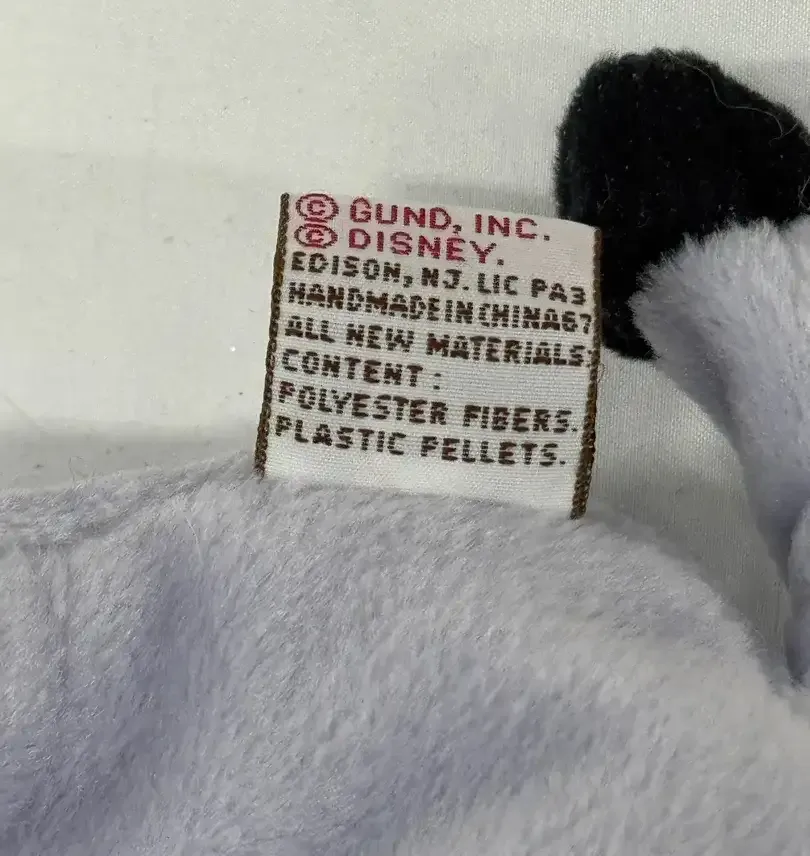 © GUND, INC.
© DISNEY.
EDISON, NJ. LIC PA3
HANDMADE IN CHINA67
ALL NEW MATERIALS
CONTENT:
POLYESTER FIBERS.
PLASTIC PELLETS.